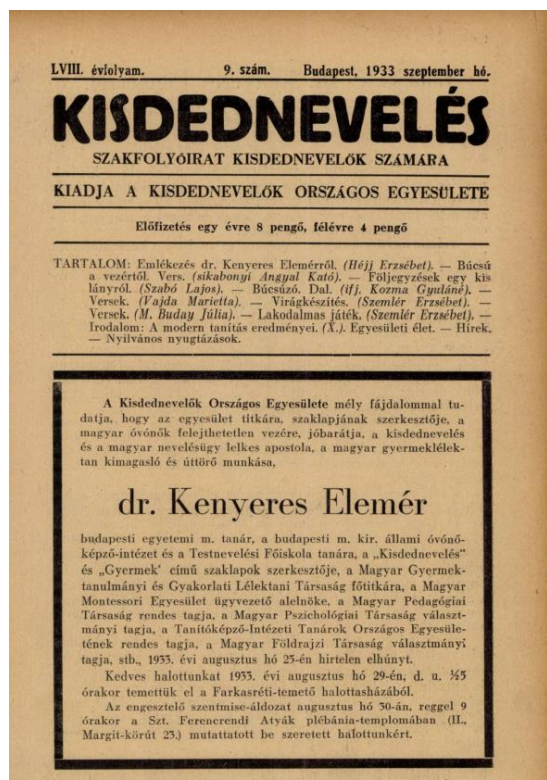 LVIII. évfolyam. 9. szám. Budapest, 1933 szeptember hó.
KISDEDNEVELÉS
SZAKFOLYÓIRAT KISDEDNEVELŐK SZÁMÁRA
KIADJA A KISDEDNEVELŐK ORSZÁGOS EGYESÜLETE
Előfizetés egy évre 8 pengő, félévre 4 pengő
TARTALOM: Emlékezés dr. Kenyeres Elemérről. (Héjj Erzsébet). — Búcsú
a vezértől. Vers. (sikabonyi Angyal Kató). — Följegyzések egy kis
lányról. (Szabó Lajos). — Búcsúzó. Dal. (ifj. Kozma Gyuláné). —
Versek. (Vajda Marietta). — Virágkészítés. (Szemlér Erzsébet). —
Versek. (M. Buday Júlia). — Lakodalmas játék. (Szemlér Erzsébet). —
Irodalom: A modern tanítás eredményei. (X.). Egyesületi élet. — Hírek.
— Nyilvános nyugtázások.
A Kisdednevelők Országos Egyesülete mély fájdalommal tu-
datja, hogy az egyesület titkára, szaklapjának szerkesztője, a
magyar óvónők felejthetetlen vezére, jóbarátja, a kisdednevelés
és a magyar nevelésügy lelkes apostola, a magyar gyermeklélek-
tan kimagasló és úttörő munkása,
dr. Kenyeres Elemér
budapesti egyetemi m. tanár, a budapesti m. kir. állami óvónő-
képző-intézet és a Testnevelési Főiskola tanára, a „Kisdednevelés"
és „Gyermek' című szaklapok szerkesztője, a Magyar Gyermek-
tanulmányi és Gyakorlati Lélektani Társaság főtitkára, a Magyar
Montessori Egyesület ügyvezető alelnöke, a Magyar Pedagógiai
Társaság rendes tagja, a Magyar Pszichológiai Társaság választ-
mányi tagja, a Tanítóképző-Intézeti Tanárok Országos Egyesüle-
tének rendes tagja, a Magyar Földrajzi Társaság választmányi
tagja, stb., 1933. évi augusztus hó 25-én hirtelen elhúnyt.
Kedves halottunkat 1933. évi augusztus hó 29-én, d. u. ½5
órakor temettük el a Farkasréti-temető halottasházából.
Az engesztelő szentmise-áldozat augusztus hó 30-án, reggel 9
órakor a Szt. Ferencrendi Atyák plébánia-templomában (II.,
Margit-körút 23.) mutattatott be szeretett halottunkért.